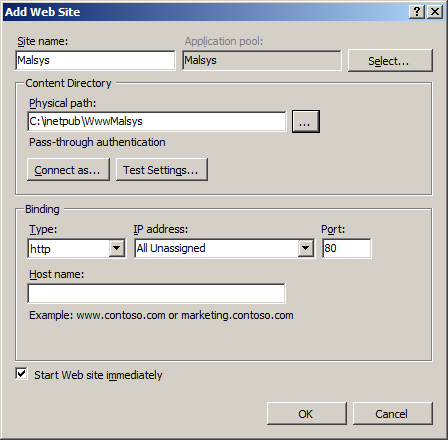 Add Web Site
Site name: Application pool:
Malsys Malsys Select...
Content Directory
Physical path:
C:\inetpub\WwwMalsys ...
Pass-through authentication
Connect as... Test Settings...
Binding
Type: IP address: Port:
http All Unassigned 80
Host name:
Example: www.contoso.com or marketing.contoso.com
Start Web site immediately
OK Cancel